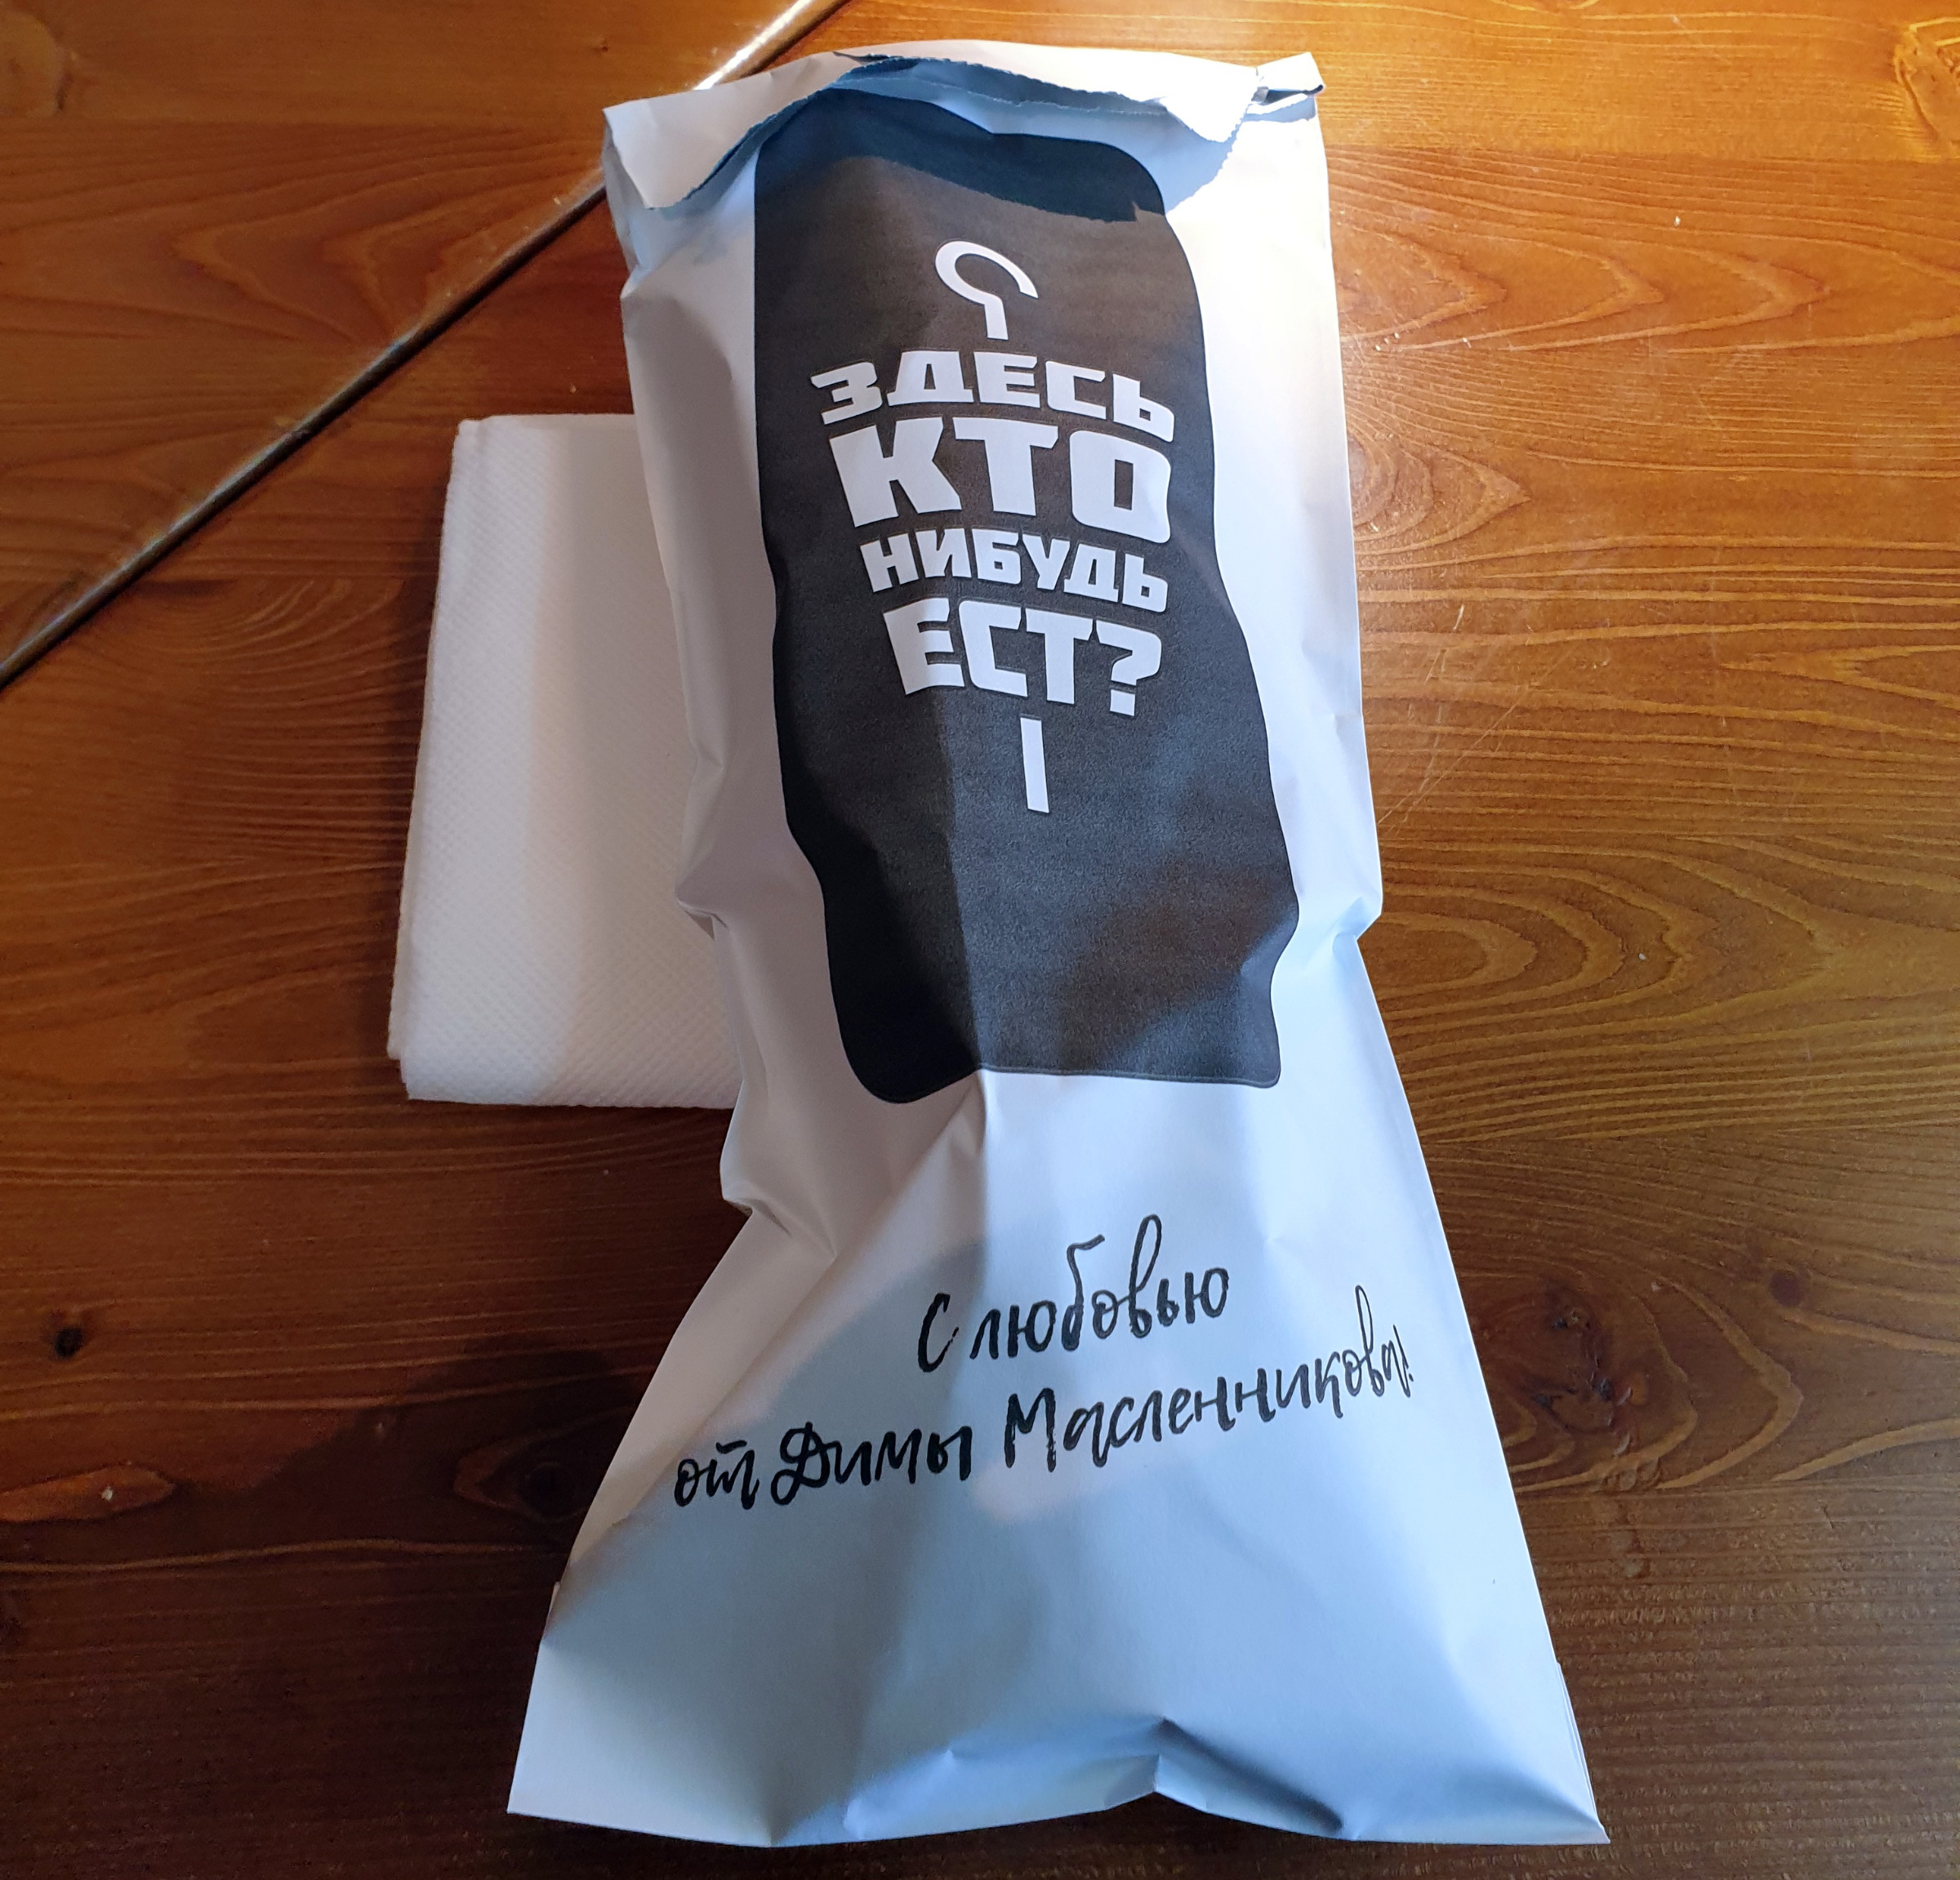 ЗДЕСЬ
КТО
НИБУДЬ
ЕСТ?
С любовью
от Димы Масленникова!